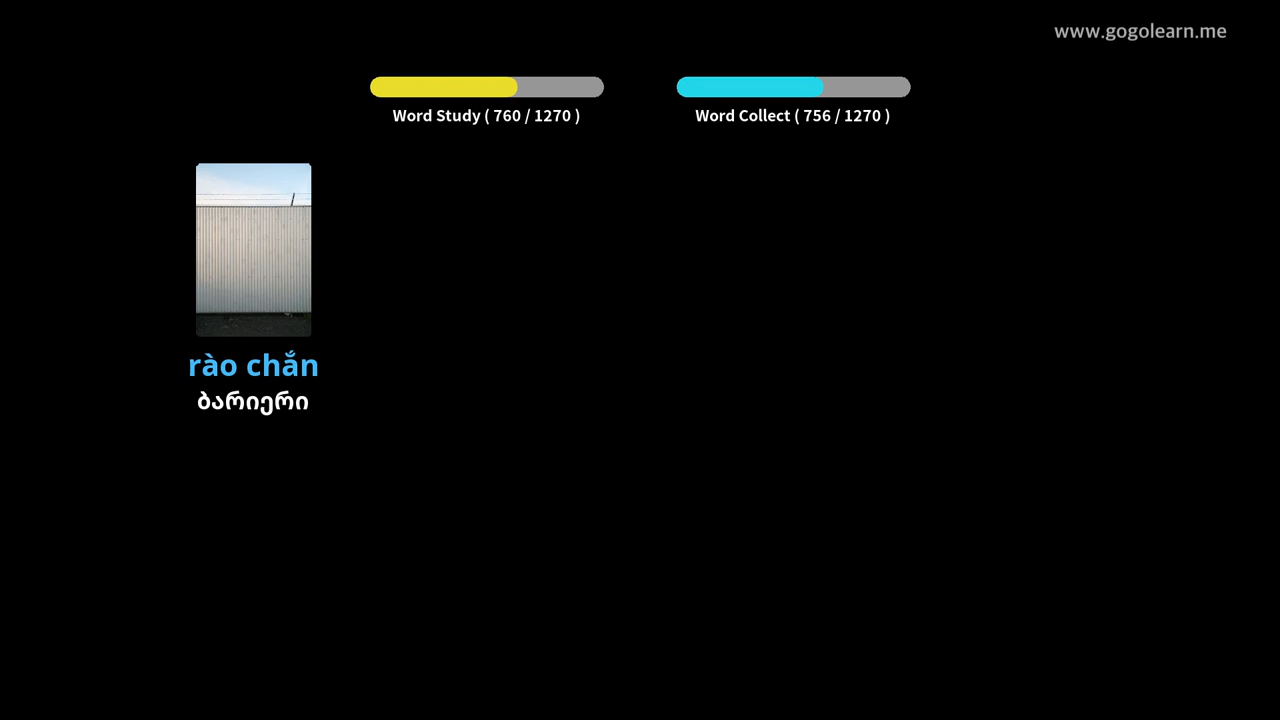 www.gogolearn.me
Word Study ( 760 / 1270 )
Word Collect ( 756 / 1270 )
rào chắn
ბარიერი